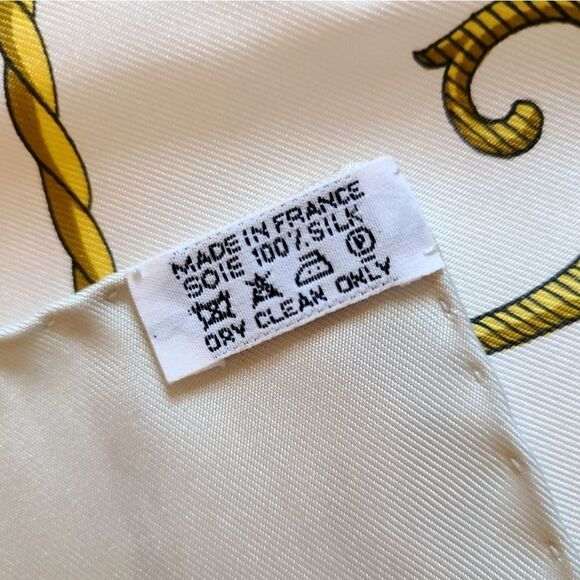 MADE IN FRANCE
SOIE 100% SILK
P
DRY CLEAN ONLY